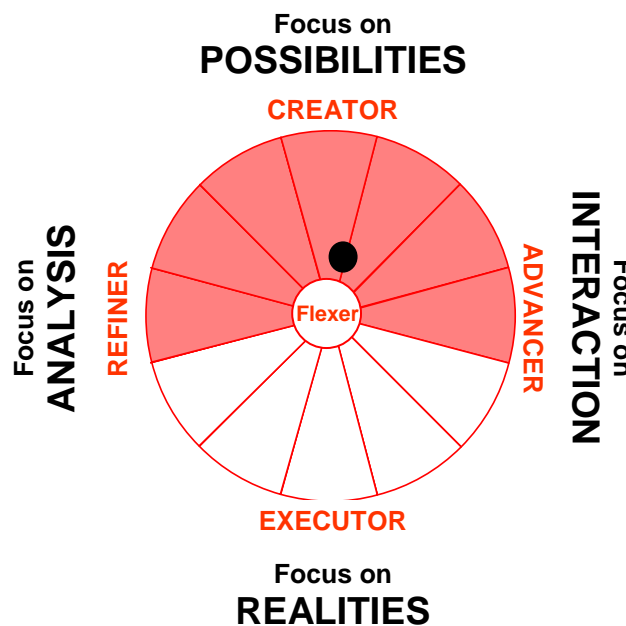 Focus on
POSSIBILITIES
CREATOR
Focus on
ANALYSIS
REFINER
Flexer
ADVANCER
INTERACTION
Focus on
EXECUTOR
Focus on
REALITIES